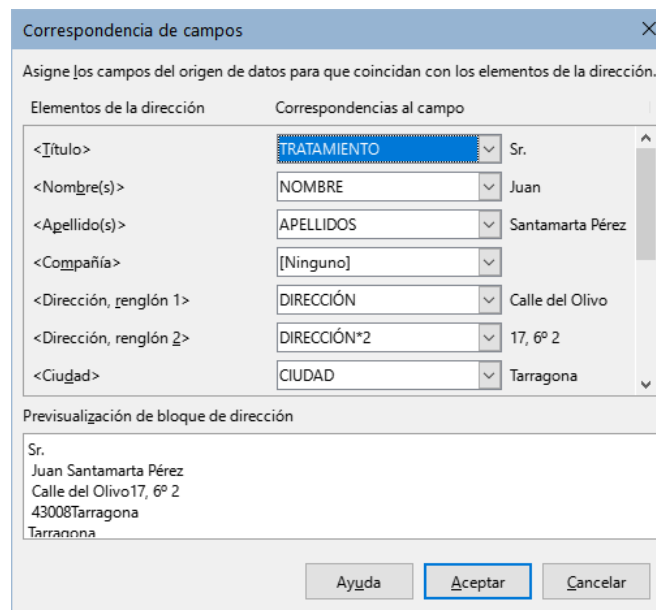 Correspondencia de campos
Asigne los campos del origen de datos para que coincidan con los elementos de la dirección.
Elementos de la dirección Correspondencias al campo
<Título> TRATAMIENTO Sr.
<Nombre(s)> NOMBRE Juan
<Apellido(s)> APELLIDOS Santamarta Pérez
<Compañía> [Ninguno]
<Dirección, renglón 1> DIRECCIÓN Calle del Olivo
<Dirección, renglón 2> DIRECCIÓN*2 17, 6º 2
<Ciudad> CIUDAD Tarragona
Previsualización de bloque de dirección
Sr.
Juan Santamarta Pérez
Calle del Olivo17, 6º 2
43008Tarragona
Tarragona
Ayuda Aceptar Cancelar